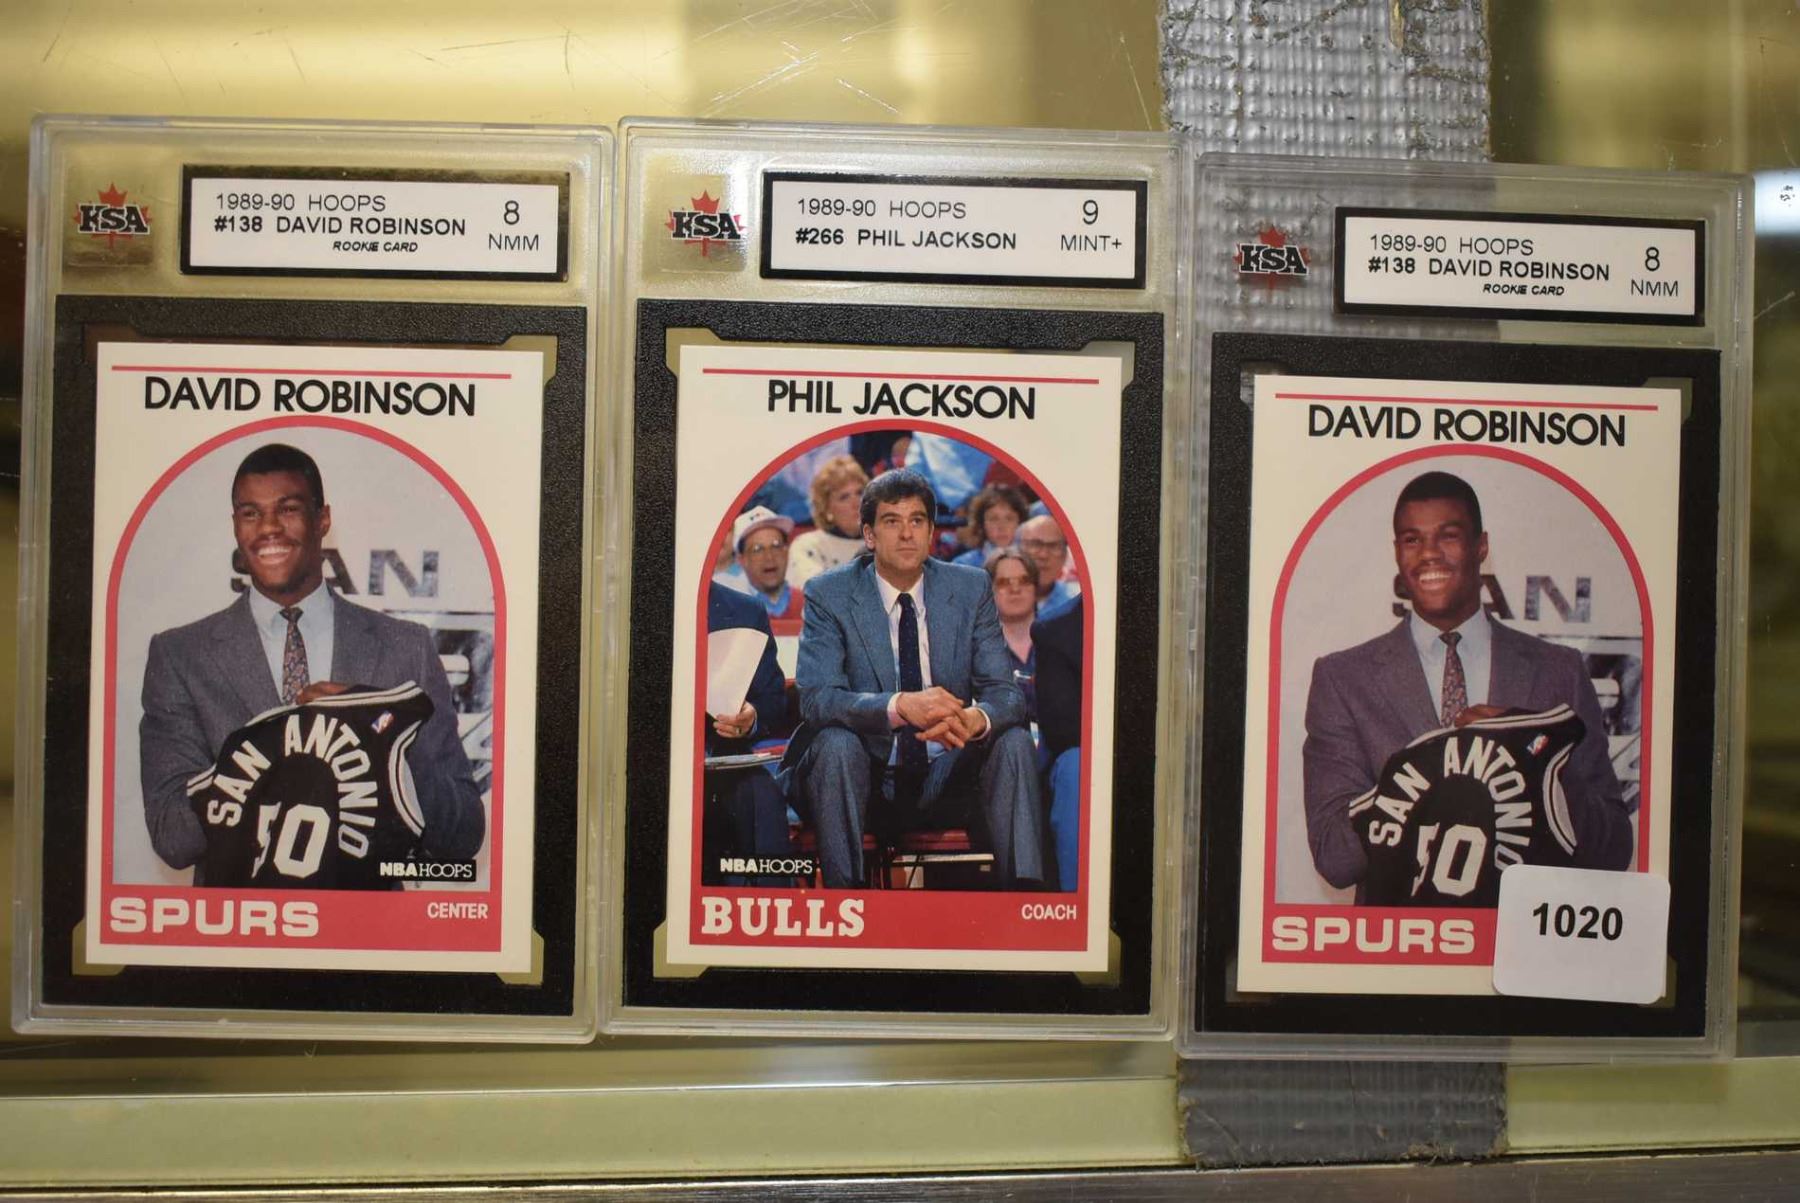 KSA
1989-90 HOOPS
#138 DAVID ROBINSON
ROOKIE CARD
8
NMM
DAVID ROBINSON
SAN
SAN ANTONIO
50
NBA HOOPS
SPURS
CENTER
KSA
1989-90 HOOPS
#266 PHIL JACKSON
9
MINT+
PHIL JACKSON
NBA HOOPS
BULLS
COACH
KSA
1989-90 HOOPS
#138 DAVID ROBINSON
ROOKIE CARD
8
NMM
DAVID ROBINSON
SAN
SAN ANTONIO
50
SPURS
1020